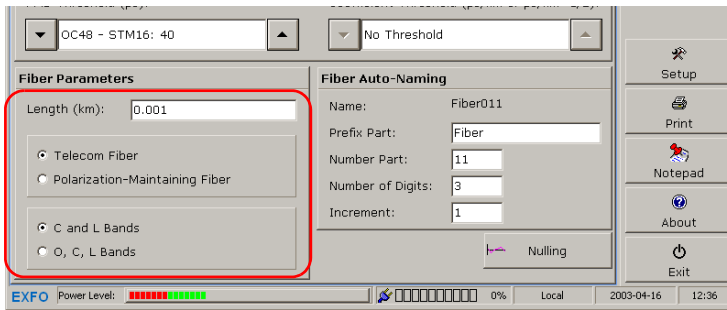 OC48 - STM16: 40
No Threshold
Setup
Fiber Parameters
Fiber Auto-Naming
Length (km): 0.001
Name: Fiber011
Print
Prefix Part: Fiber
Telecom Fiber
Number Part: 11
Notepad
Polarization-Maintaining Fiber
Number of Digits: 3
Increment: 1
About
C and L Bands
O, C, L Bands
Nulling
Exit
EXFO Power Level: 0% Local 2003-04-16 12:36